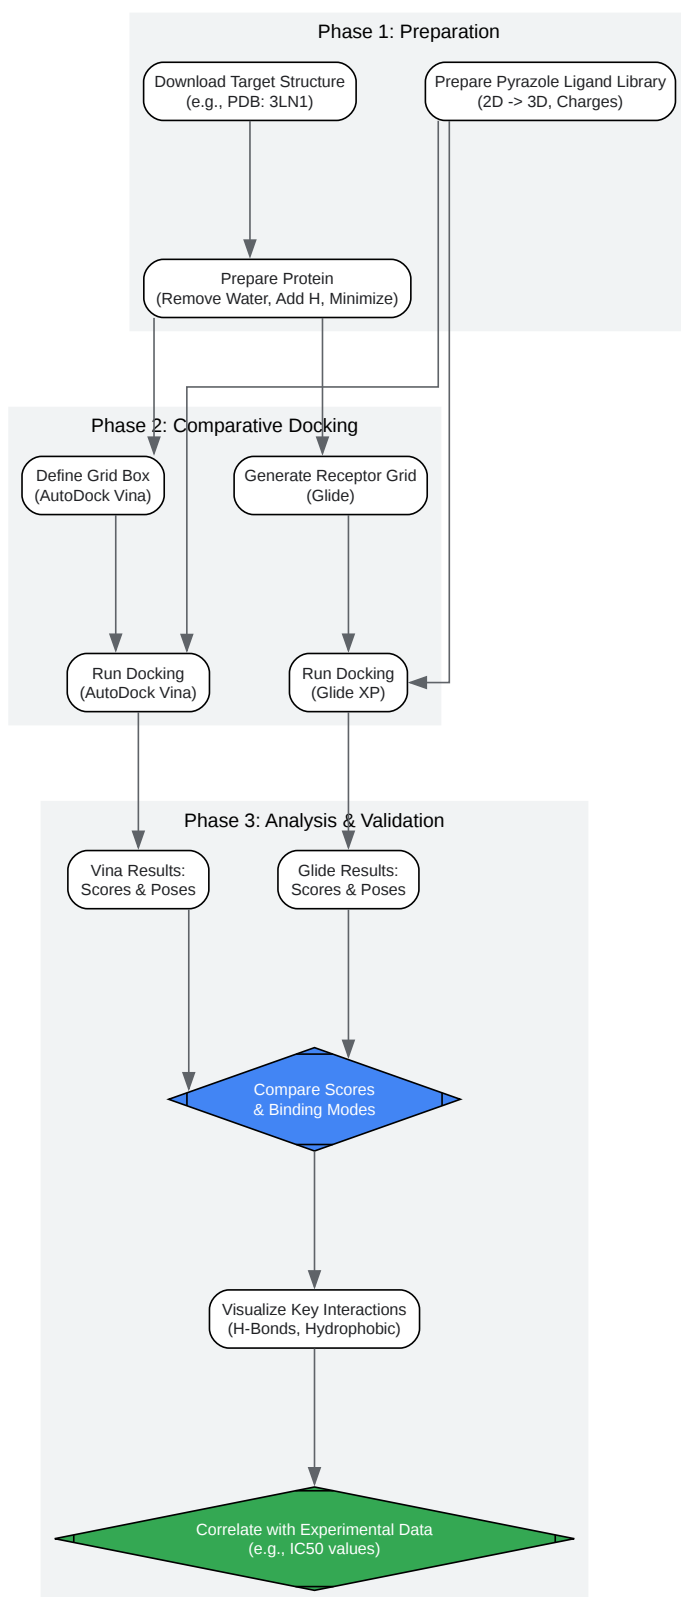 Phase 1: Preparation
Download Target Structure
(e.g., PDB: 3LN1)
Prepare Pyrazole Ligand Library
(2D -> 3D, Charges)
Prepare Protein
(Remove Water, Add H, Minimize)
Phase 2: Comparative Docking
Define Grid Box
(AutoDock Vina)
Generate Receptor Grid
(Glide)
Run Docking
(AutoDock Vina)
Run Docking
(Glide XP)
Phase 3: Analysis & Validation
Vina Results:
Scores & Poses
Glide Results:
Scores & Poses
Compare Scores
& Binding Modes
Visualize Key Interactions
(H-Bonds, Hydrophobic)
Correlate with Experimental Data
(e.g., IC50 values)